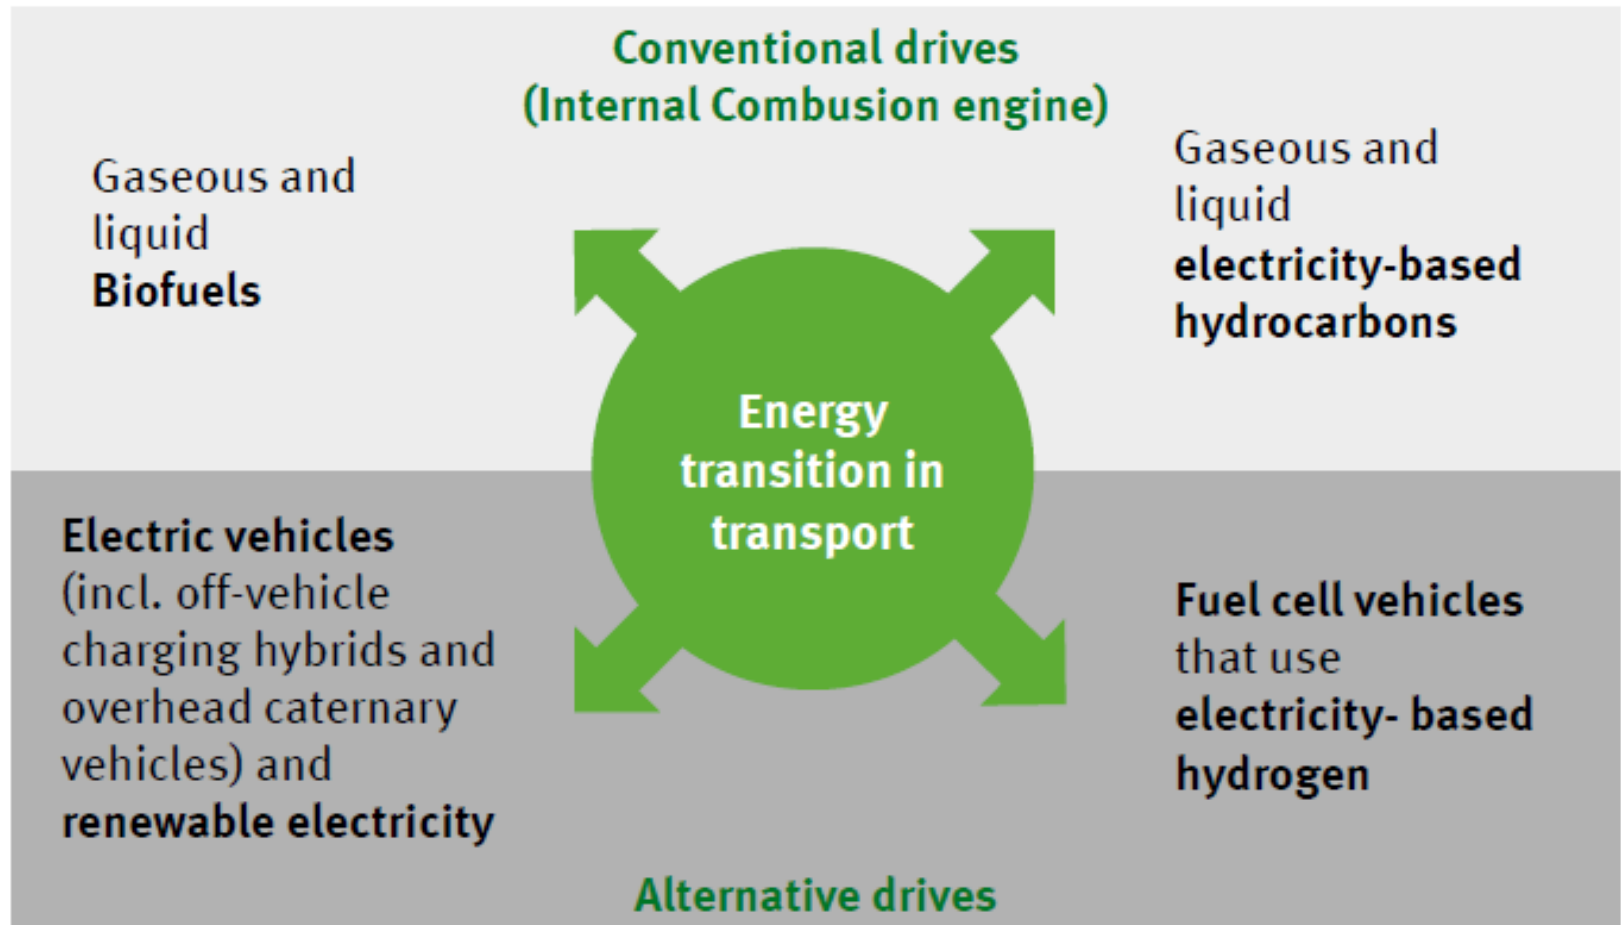 Conventional drives
(Internal Combusion engine)
Gaseous and
liquid
Biofuels
Gaseous and
liquid
electricity-based
hydrocarbons
Energy
transition in
transport
Electric vehicles
(incl. off-vehicle
charging hybrids and
overhead caternary
vehicles) and
renewable electricity
Fuel cell vehicles
that use
electricity- based
hydrogen
Alternative drives